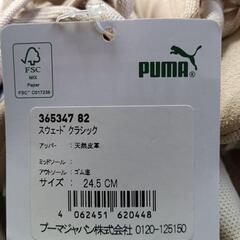 FSC
MIX
Paper
FSC® C017236
PUMA
365347 82
スウェード クラシック
アッパー : 天然皮革
ミッドソール :
アウトソール : ゴム底
サイズ : 24.5 CM
4 062451 620448
プーマジャパン㈱ 0120-125150